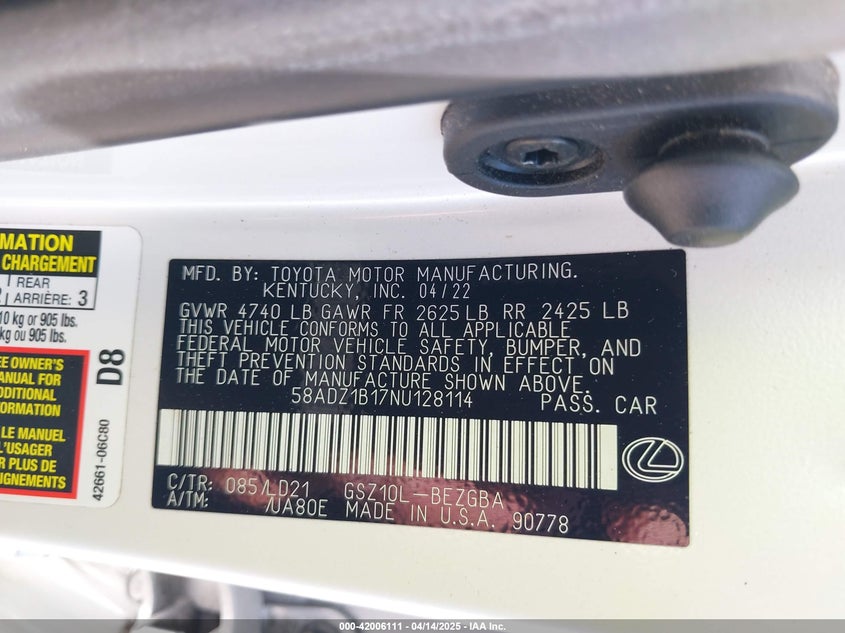 MATION
CHARGEMENT
REAR
ARRIÈRE: 3
10 kg or 905 lbs.
kg ou 905 lbs.
EE OWNER'S
ANUAL FOR
DDITIONAL
FORMATION
LE MANUEL
L'USAGER
R PLUS DE
EIGNEMENTS
D8
42661-06C80
MFD. BY: TOYOTA MOTOR MANUFACTURING.
KENTUCKY, INC. 04/22
GVWR 4740 LB GAWR FR 2625 LB RR 2425 LB
THIS VEHICLE CONFORMS TO ALL APPLICABLE
FEDERAL MOTOR VEHICLE SAFETY, BUMPER, AND
THEFT PREVENTION STANDARDS IN EFFECT ON
THE DATE OF MANUFACTURE SHOWN ABOVE.
58ADZ1B17NU128114 PASS. CAR
C/TR: 085/LD21 GSZ10L-BEZGBA
A/TM: /UA80E MADE IN U.S.A. 90778
000-42006111 - 04/14/2025 - IAA Inc.